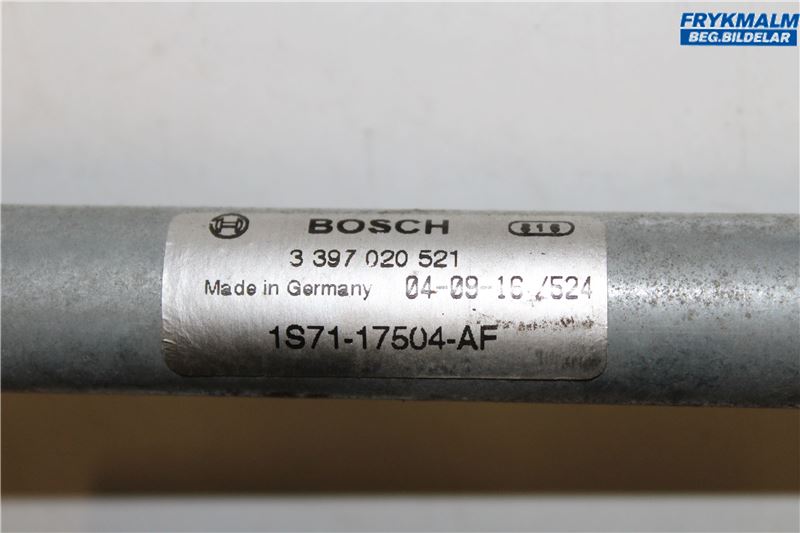 FRYKMALM
BEG.BILDELAR
BOSCH 816
3 397 020 521
Made in Germany 04-09-16 /524
1S71-17504-AF